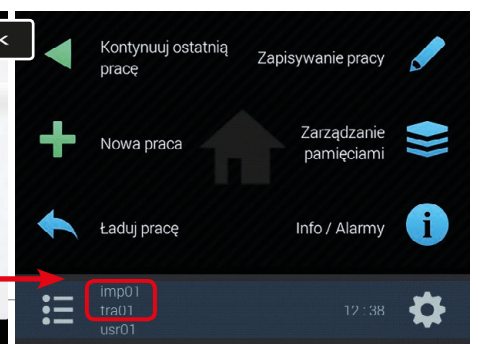 Kontynuuj ostatnią
pracę
Zapisywanie pracy
Nowa praca
Zarządzanie
pamięciami
Ładuj pracę
Info / Alarmy
imp01
tra01
usr01
12:38